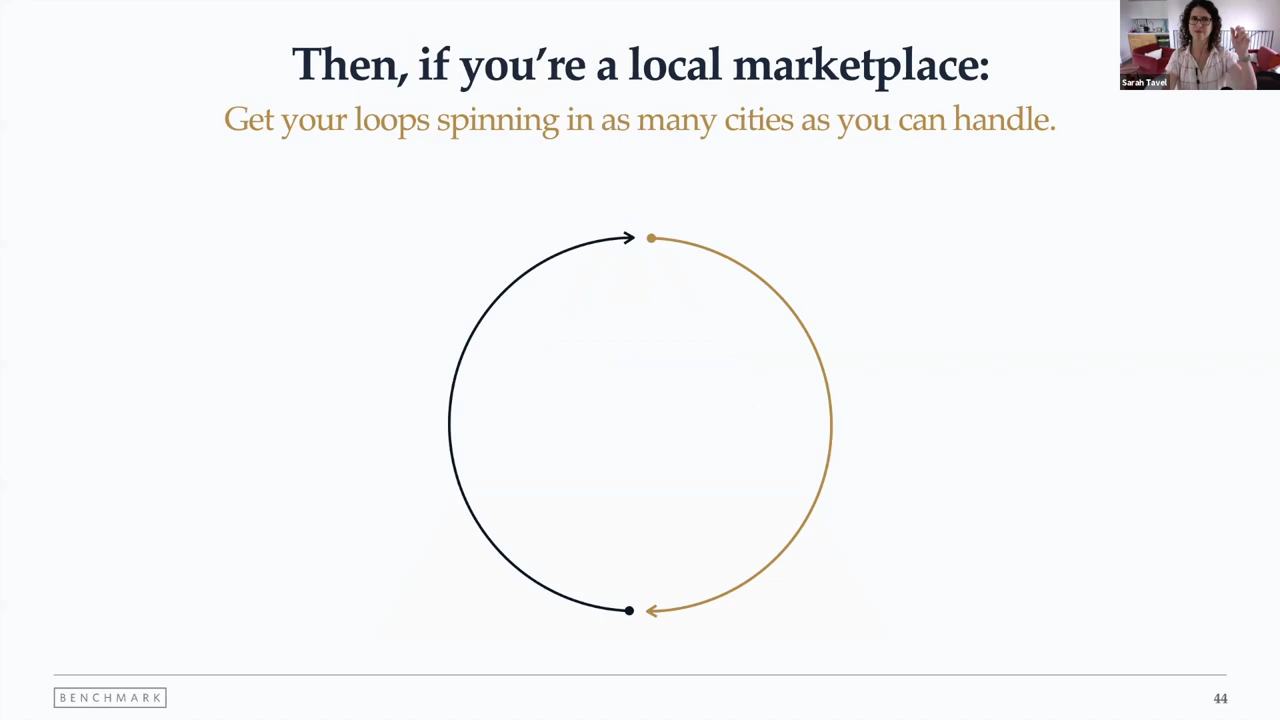 Then, if you’re a local marketplace:
Get your loops spinning in as many cities as you can handle.
Sarah Tavel
BENCHMARK
44